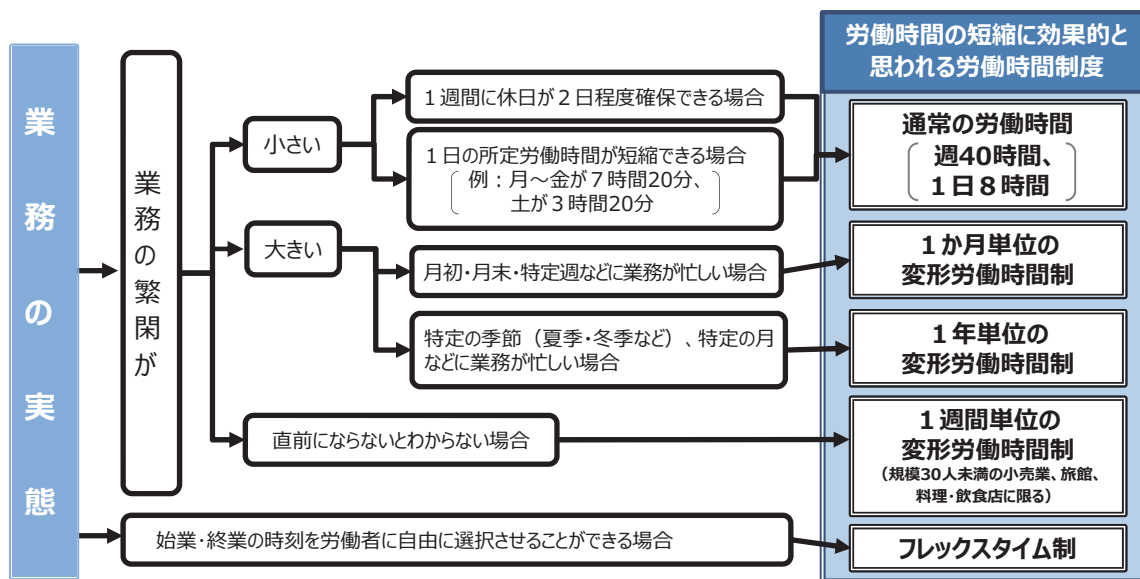 業務の実態
業務の繁閑が
小さい
1週間に休日が2日程度確保できる場合
1日の所定労働時間が短縮できる場合
例：月～金が7時間20分、
土が3時間20分
大きい
月初・月末・特定週などに業務が忙しい場合
特定の季節（夏季・冬季など）、特定の月
などに業務が忙しい場合
直前にならないとわからない場合
始業・終業の時刻を労働者に自由に選択させることができる場合
労働時間の短縮に効果的と
思われる労働時間制度
通常の労働時間
週40時間、
1日8時間
1か月単位の
変形労働時間制
1年単位の
変形労働時間制
1週間単位の
変形労働時間制
（規模30人未満の小売業、旅館、
料理・飲食店に限る）
フレックスタイム制